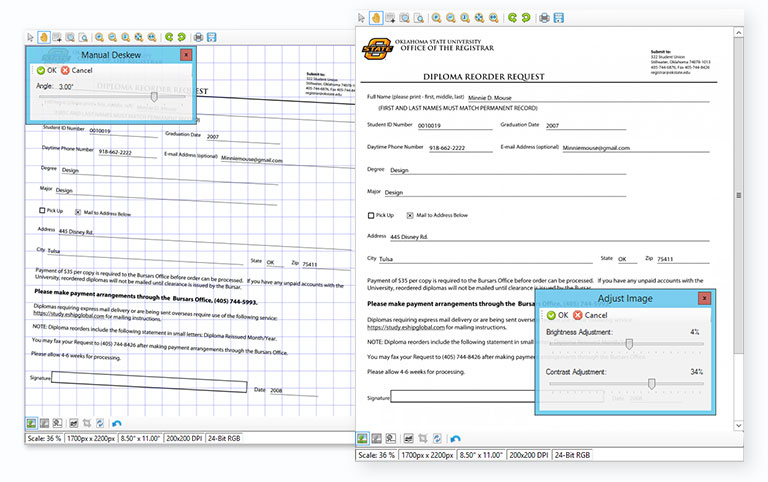 Manual Deskew
OK Cancel
Angle: 3.00°
Submit to:
322 Student Union
Stillwater, Oklahoma 74078-1013
405-744-6876, Fax 405-744-8426
registrar@okstate.edu
DIPLOMA REORDER REQUEST
Student ID Number 0010019 Graduation Date 2007
Daytime Phone Number 918-662-2222 E-mail Address (optional) Minniemouse@gmail.com
Degree Design
Major Design
Pick Up Mail to Address Below
Address 445 Disney Rd.
City Tulsa State OK Zip 75411
Payment of $35 per copy is required to the Bursars Office before order can be processed. If you have any unpaid accounts with the
University, reordered diplomas will not be mailed until clearance is issued by the Bursar.
Please make payment arrangements through the Bursars Office, (405) 744-5993.
Diplomas requiring express mail delivery or are being sent overseas require use of the following service:
https://study.eshipglobal.com for mailing instructions.
NOTE: Diploma reorders include the following statement in small letters: Diploma Reissued Month/Year.
You may fax your Request to (405) 744-8426 after making payment arrangements through the Bursars Office.
Please allow 4-6 weeks for processing.
Signature Date 2008
Scale: 36 % 1700px x 2200px 8.50" x 11.00" 200x200 DPI 24-Bit RGB
STATE
OKLAHOMA STATE UNIVERSITY
OFFICE OF THE REGISTRAR
Submit to:
322 Student Union
Stillwater, Oklahoma 74078-1013
405-744-6876, Fax 405-744-8426
registrar@okstate.edu
DIPLOMA REORDER REQUEST
Full Name (please print - first, middle, last) Minnie D. Mouse
(FIRST AND LAST NAMES MUST MATCH PERMANENT RECORD)
Student ID Number 0010019 Graduation Date 2007
Daytime Phone Number 918-662-2222 E-mail Address (optional) Minniemouse@gmail.com
Degree Design
Major Design
Pick Up Mail to Address Below
Address 445 Disney Rd.
City Tulsa State OK Zip 75411
Payment of $35 per copy is required to the Bursars Office before order can be processed. If you have any unpaid accounts with the
University, reordered diplomas will not be mailed until clearance is issued by the Bursar.
Please make payment arrangements through the Bursars Office, (405) 744-5993.
Diplomas requiring express mail delivery or are being sent overseas
https://study.eshipglobal.com for mailing instructions.
NOTE: Diploma reorders include the following statement in small
You may fax your Request to (405) 744-8426 after making payment
Please allow 4-6 weeks for processing.
Signature Date 2008
Adjust Image
OK Cancel
Brightness Adjustment: 4%
Contrast Adjustment: 34%
Scale: 36 % 1700px x 2200px 8.50" x 11.00" 200x200 DPI 24-Bit RGB